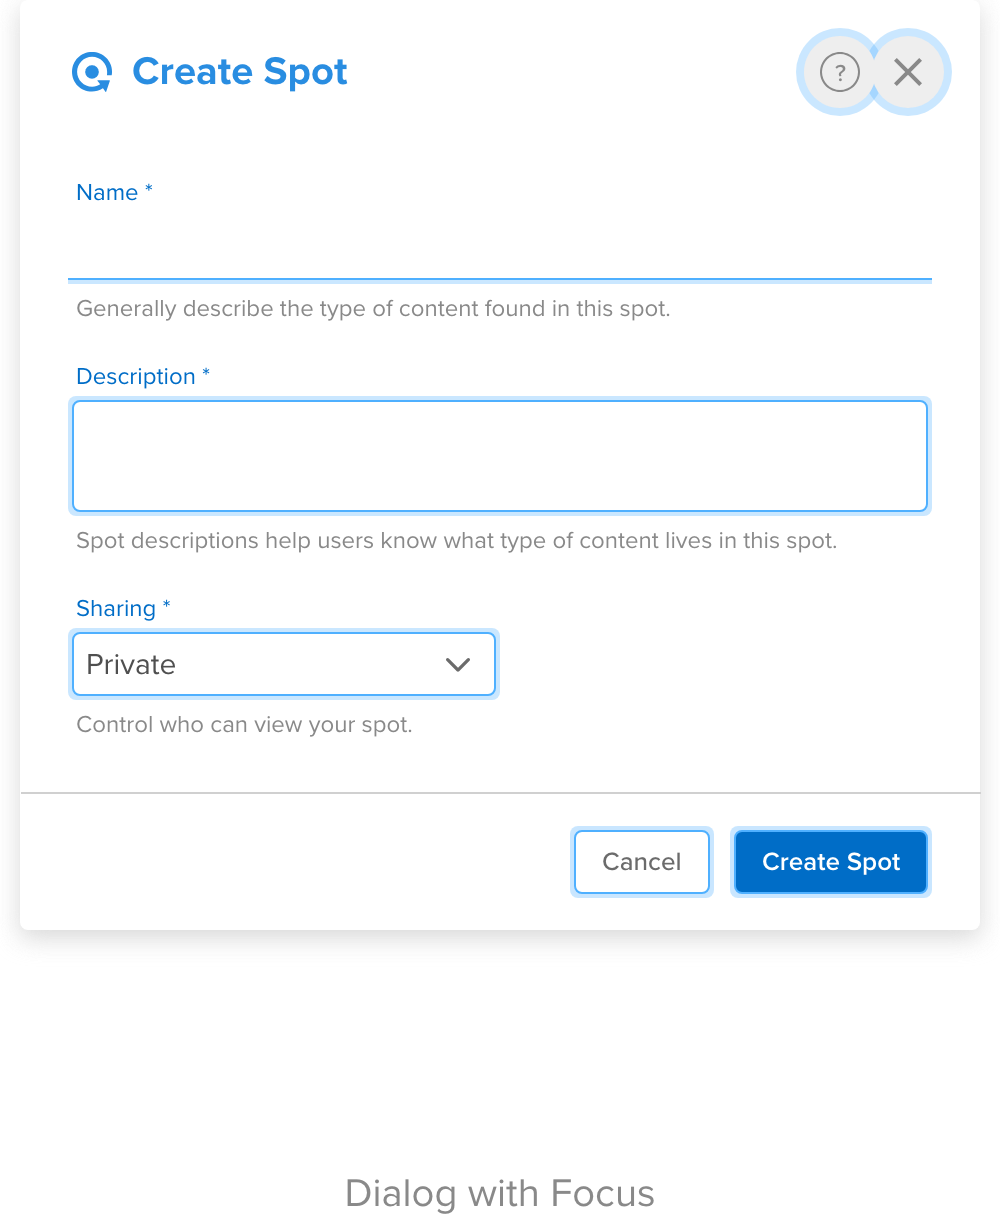 Create Spot
?
Name *
Generally describe the type of content found in this spot.
Description *
Spot descriptions help users know what type of content lives in this spot.
Sharing *
Private
Control who can view your spot.
Cancel
Create Spot
Dialog with Focus